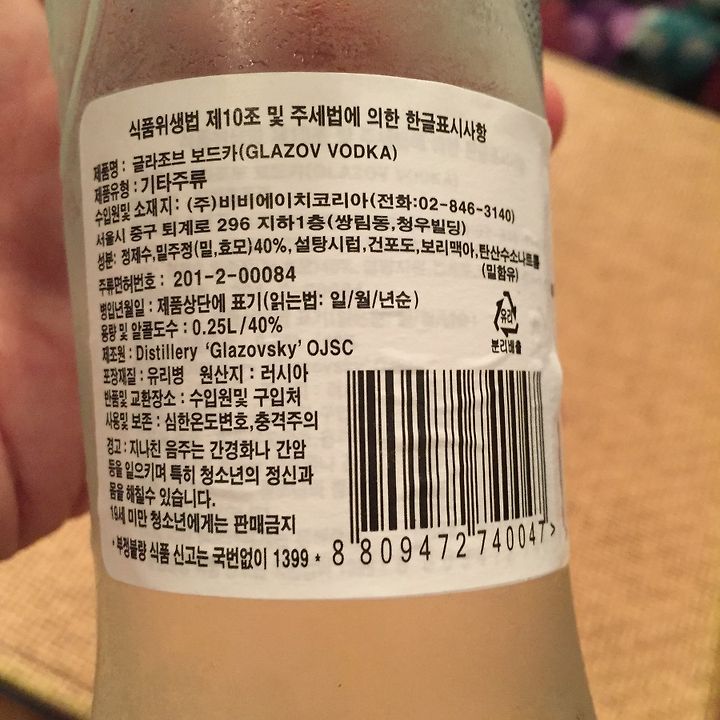 식품위생법 제10조 및 주세법에 의한 한글표시사항
제품명 : 글라조브 보드카(GLAZOV VODKA)
제품유형 : 기타주류
수입원및 소재지 : (주)비비에이치코리아(전화:02-846-3140)
서울시 중구 퇴계로 296 지하1층(쌍림동,청우빌딩)
성분: 정제수,밀주정(밀,효모)40%,설탕시럽,건포도,보리맥아,탄산수소나트륨
(밀함유)
주류면허번호 : 201-2-00084
병입년월일 : 제품상단에 표기(읽는법: 일/월/년순)
용량 및 알콜도수 : 0.25L/40%
제조원 : Distillery ‘Glazovsky’ OJSC
유리
분리배출
포장재질 : 유리병 원산지 : 러시아
반품및 교환장소 : 수입원및 구입처
사용및 보존 : 심한온도변호,충격주의
경고 : 지나친 음주는 간경화나 간암
등을 일으키며 특히 청소년의 정신과
몸을 해칠수 있습니다.
19세 미만 청소년에게는 판매금지
* 부정불량 식품 신고는 국번없이 1399 *
8 809472 740047 >